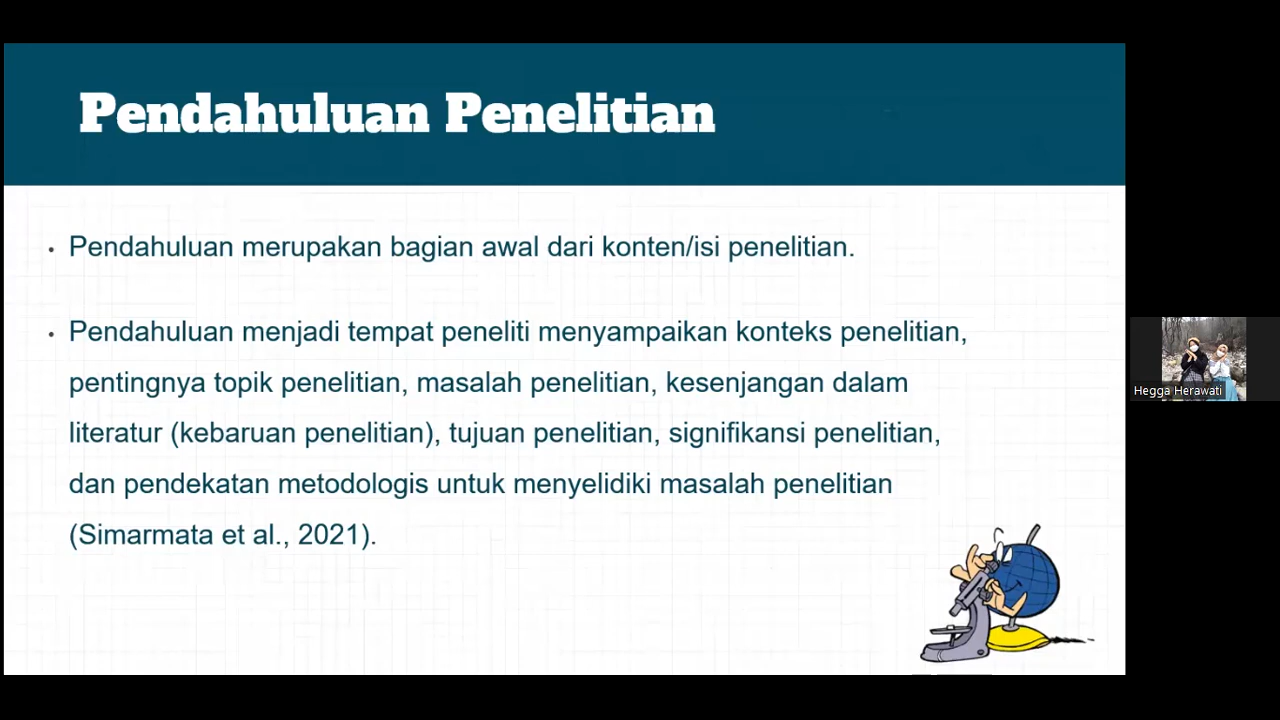 Pendahuluan Penelitian
• Pendahuluan merupakan bagian awal dari konten/isi penelitian.
• Pendahuluan menjadi tempat peneliti menyampaikan konteks penelitian,
pentingnya topik penelitian, masalah penelitian, kesenjangan dalam
literatur (kebaruan penelitian), tujuan penelitian, signifikansi penelitian,
dan pendekatan metodologis untuk menyelidiki masalah penelitian
(Simarmata et al., 2021).
Hegga Herawati